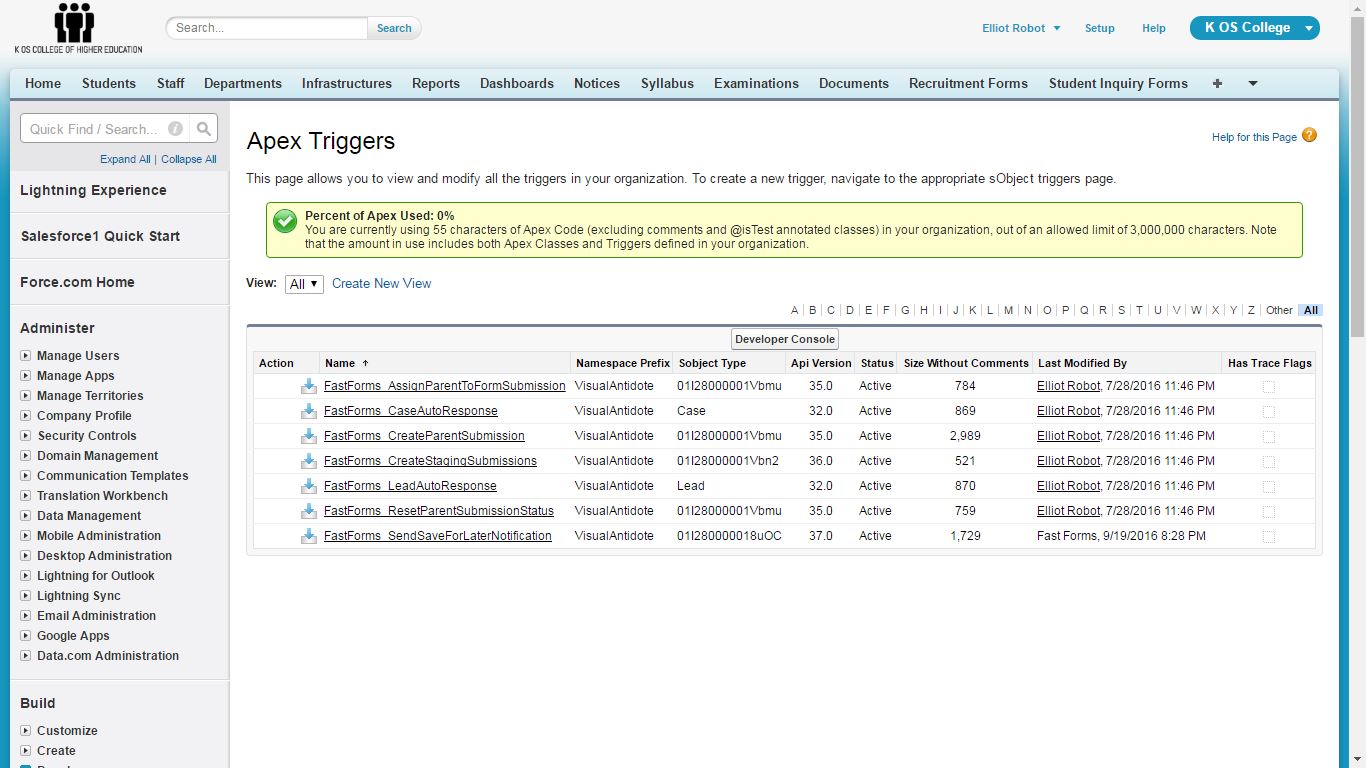 K OS COLLEGE OF HIGHER EDUCATION
Search... Search
Elliot Robot Setup Help K OS College
Home Students Staff Departments Infrastructures Reports Dashboards Notices Syllabus Examinations Documents Recruitment Forms Student Inquiry Forms +
Quick Find / Search... i
Expand All | Collapse All
Lightning Experience
Salesforce1 Quick Start
Force.com Home
Administer
Manage Users
Manage Apps
Manage Territories
Company Profile
Security Controls
Domain Management
Communication Templates
Translation Workbench
Data Management
Mobile Administration
Desktop Administration
Lightning for Outlook
Lightning Sync
Email Administration
Google Apps
Data.com Administration
Build
Customize
Create
Apex Triggers
Help for this Page ?
This page allows you to view and modify all the triggers in your organization. To create a new trigger, navigate to the appropriate sObject triggers page.
Percent of Apex Used: 0%
You are currently using 55 characters of Apex Code (excluding comments and @isTest annotated classes) in your organization, out of an allowed limit of 3,000,000 characters. Note
that the amount in use includes both Apex Classes and Triggers defined in your organization.
View: All Create New View
A | B | C | D | E | F | G | H | I | J | K | L | M | N | O | P | Q | R | S | T | U | V | W | X | Y | Z | Other | All
Developer Console
Action Name ↑ Namespace Prefix Sobject Type Api Version Status Size Without Comments Last Modified By Has Trace Flags
FastForms_AssignParentToFormSubmission VisualAntidote 01I28000001Vbmu 35.0 Active 784 Elliot Robot, 7/28/2016 11:46 PM
FastForms_CaseAutoResponse VisualAntidote Case 32.0 Active 869 Elliot Robot, 7/28/2016 11:46 PM
FastForms_CreateParentSubmission VisualAntidote 01I28000001Vbmu 35.0 Active 2,989 Elliot Robot, 7/28/2016 11:46 PM
FastForms_CreateStagingSubmissions VisualAntidote 01I28000001Vbn2 36.0 Active 521 Elliot Robot, 7/28/2016 11:46 PM
FastForms_LeadAutoResponse VisualAntidote Lead 32.0 Active 870 Elliot Robot, 7/28/2016 11:46 PM
FastForms_ResetParentSubmissionStatus VisualAntidote 01I28000001Vbmu 35.0 Active 759 Elliot Robot, 7/28/2016 11:46 PM
FastForms_SendSaveForLaterNotification VisualAntidote 01I280000018uOC 37.0 Active 1,729 Fast Forms, 9/19/2016 8:28 PM